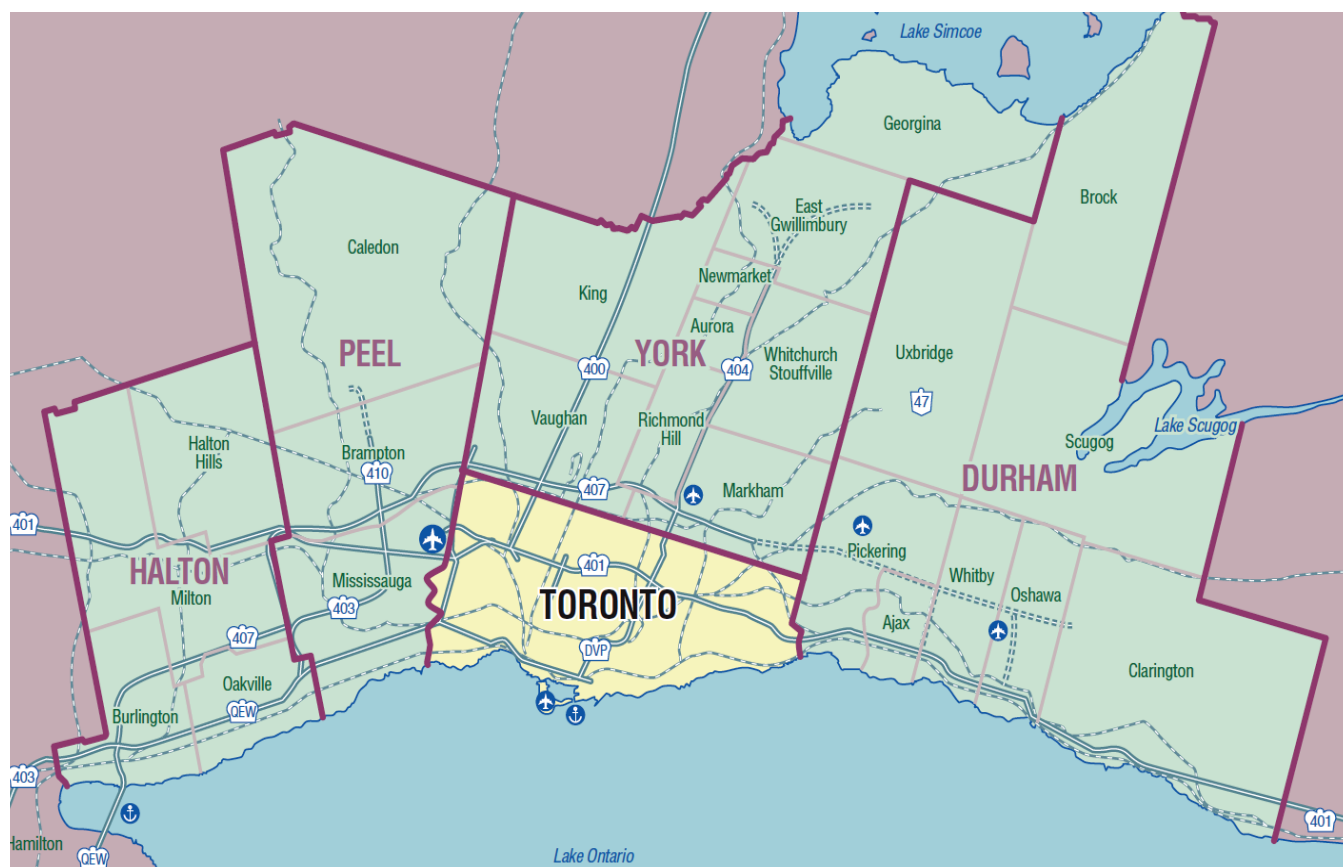 Lake Simcoe
Georgina
Brock
East
Gwillimbury
Caledon
King
Newmarket
Aurora
PEEL
YORK
Whitchurch
Stouffville
Uxbridge
400
404
47
Vaughan
Richmond
Hill
Halton
Hills
Brampton
410
Scugog
Lake Scugog
DURHAM
407
Markham
401
Pickering
HALTON
Milton
Mississauga
403
401
Whitby
Oshawa
TORONTO
Ajax
407
DVP
Clarington
Oakville
QEW
Burlington
403
401
Hamilton
QEW
Lake Ontario